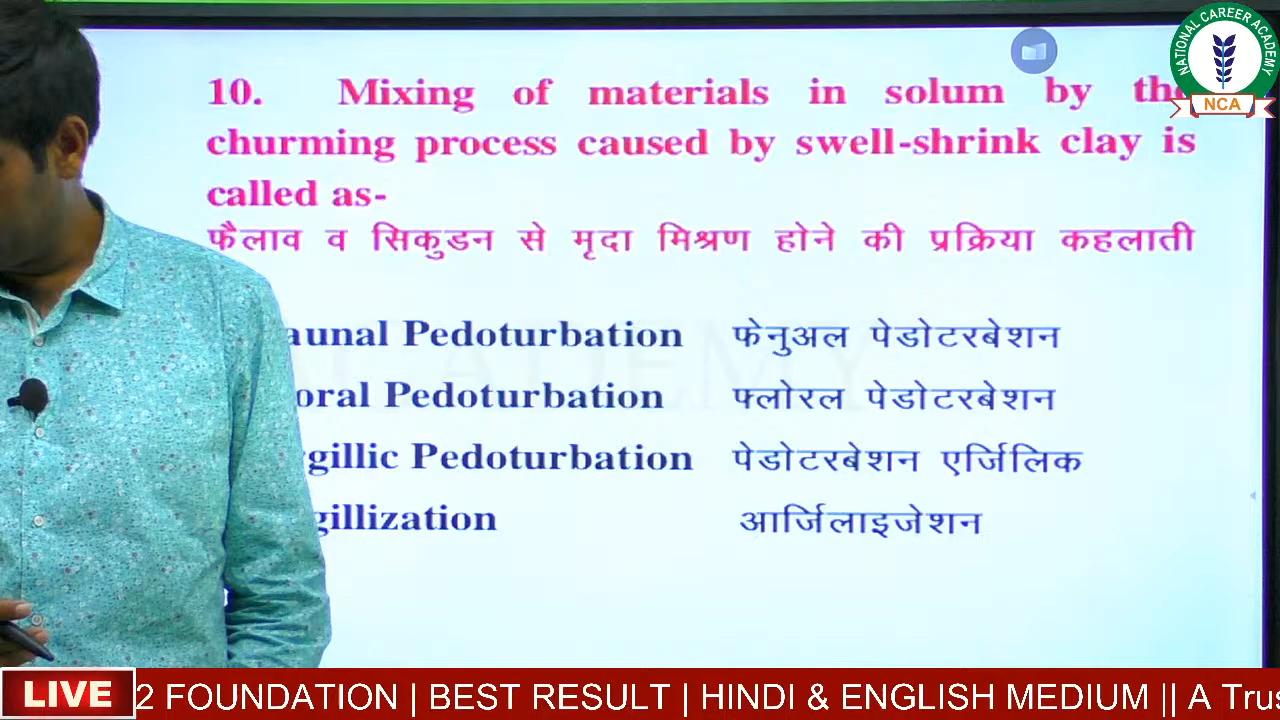 NATIONAL CAREER ACADEMY
NCA
10. Mixing of materials in solum by the
churming process caused by swell-shrink clay is
called as-
फैलाव व सिकुडन से मृदा मिश्रण होने की प्रक्रिया कहलाती
aunal Pedoturbation फेनुअल पेडोटरबेशन
oral Pedoturbation फ्लोरल पेडोटरबेशन
gillic Pedoturbation पेडोटरबेशन एर्जिलिक
gillization आर्जिलाइजेशन
LIVE 2 FOUNDATION | BEST RESULT | HINDI & ENGLISH MEDIUM || A Trus